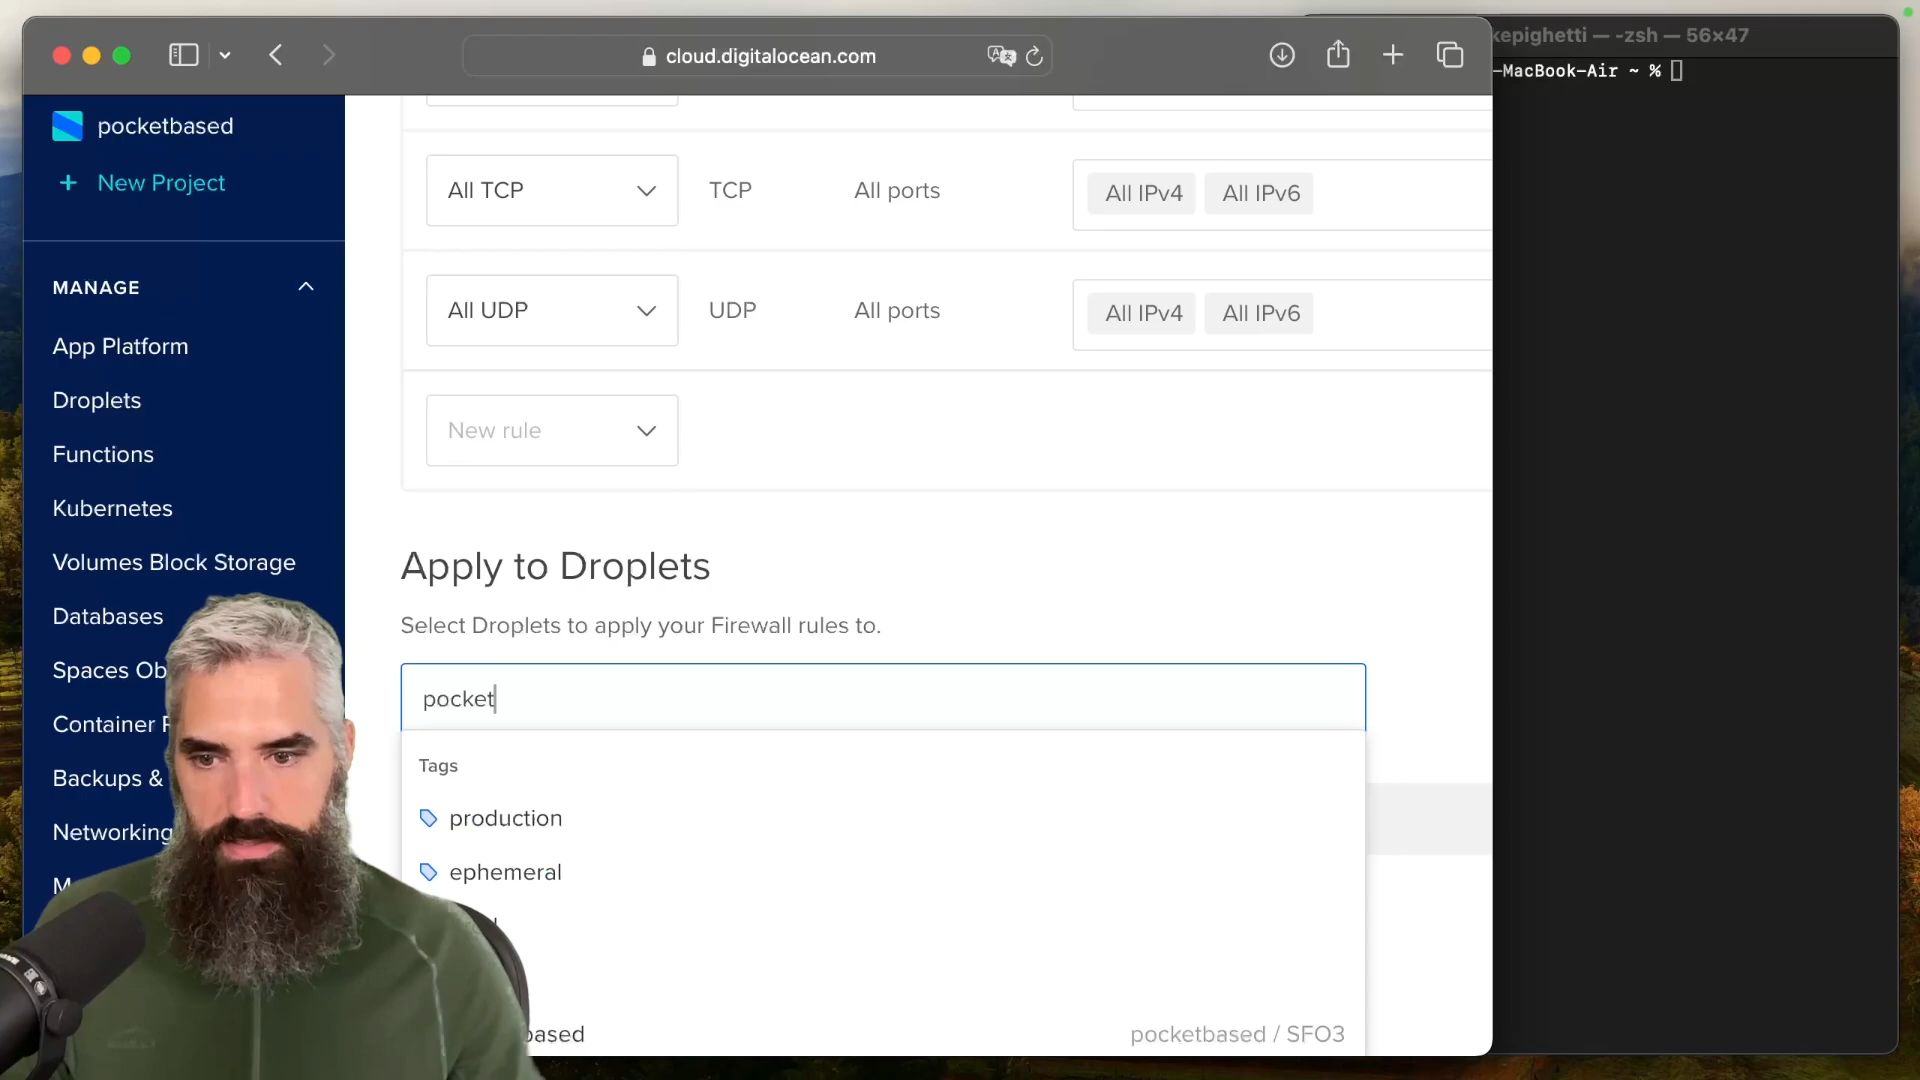 cloud.digitalocean.com
kepighetti — -zsh — 56×47
-MacBook-Air ~ %
pocketbased
+ New Project
MANAGE
App Platform
Droplets
Functions
Kubernetes
Volumes Block Storage
Databases
Spaces Ob
Container
Backups &
Networking
All TCP TCP All ports All IPv4 All IPv6
All UDP UDP All ports All IPv4 All IPv6
New rule
Apply to Droplets
Select Droplets to apply your Firewall rules to.
pocket
Tags
production
ephemeral
based pocketbased / SFO3